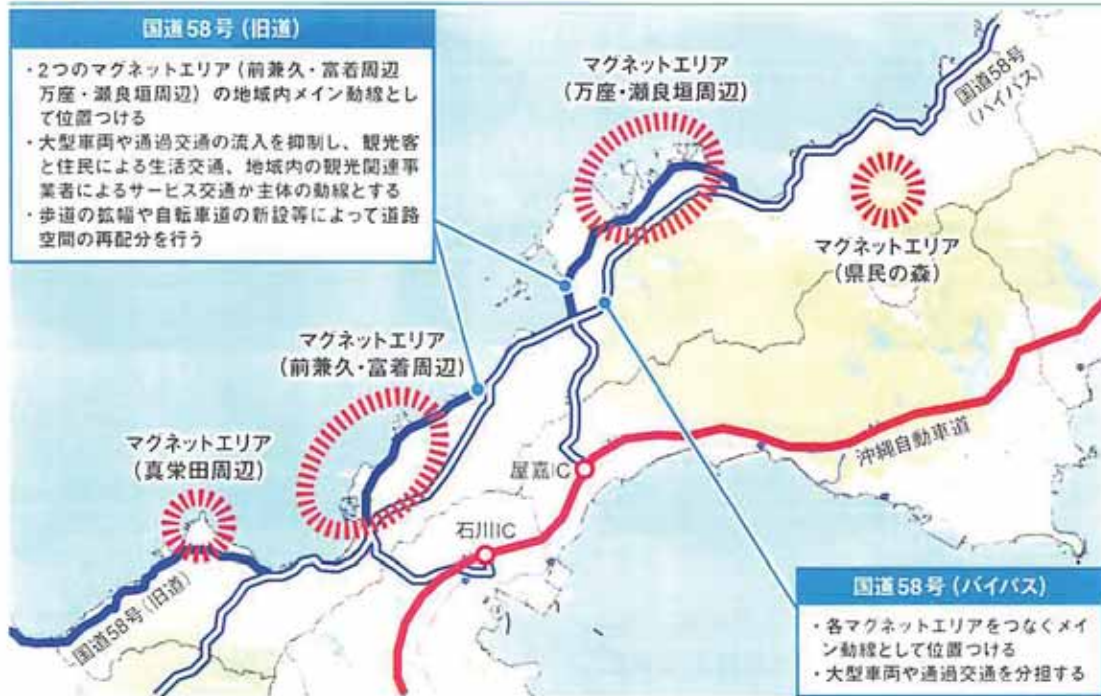 国道58号（旧道）
・2つのマグネットエリア（前兼久・富着周辺
万座・瀬良垣周辺）の地域内メイン動線とし
て位置つける
・大型車両や通過交通の流入を抑制し、観光客
と住民による生活交通、地域内の観光関連事
業者によるサービス交通か主体の動線とする
・歩道の拡幅や自転車道の新設等によって道路
空間の再配分を行う
マグネットエリア
（万座・瀬良垣周辺）
国道58号
（バイパス）
マグネットエリア
（県民の森）
マグネットエリア
（前兼久・富着周辺）
マグネットエリア
（真栄田周辺）
屋嘉IC
石川IC
沖縄自動車道
国道58号（旧道）
国道58号（バイパス）
・各マグネットエリアをつなくメイ
ン動線として位置つける
・大型車両や通過交通を分担する